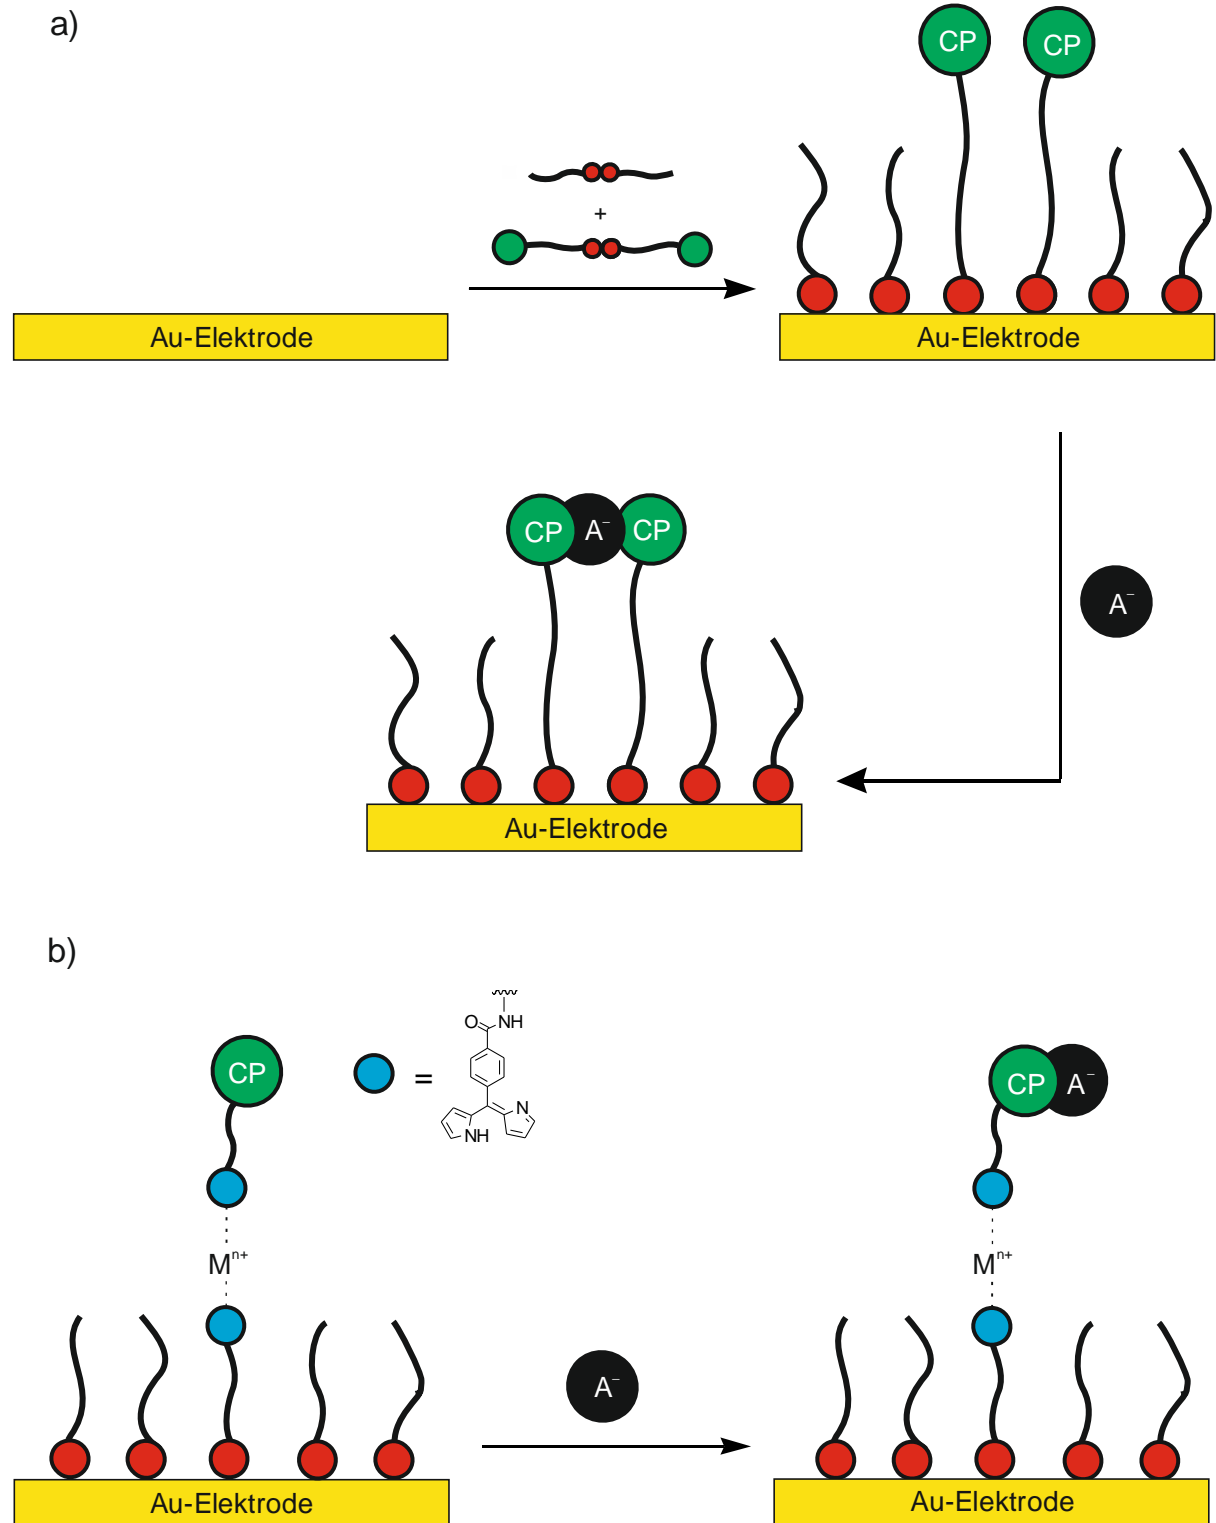 a)
CP CP
+
Au-Elektrode Au-Elektrode
CP A⁻ CP
A⁻
Au-Elektrode
b)
O NH
CP = CP A⁻
N
NH
Mⁿ⁺ Mⁿ⁺
A⁻
Au-Elektrode Au-Elektrode